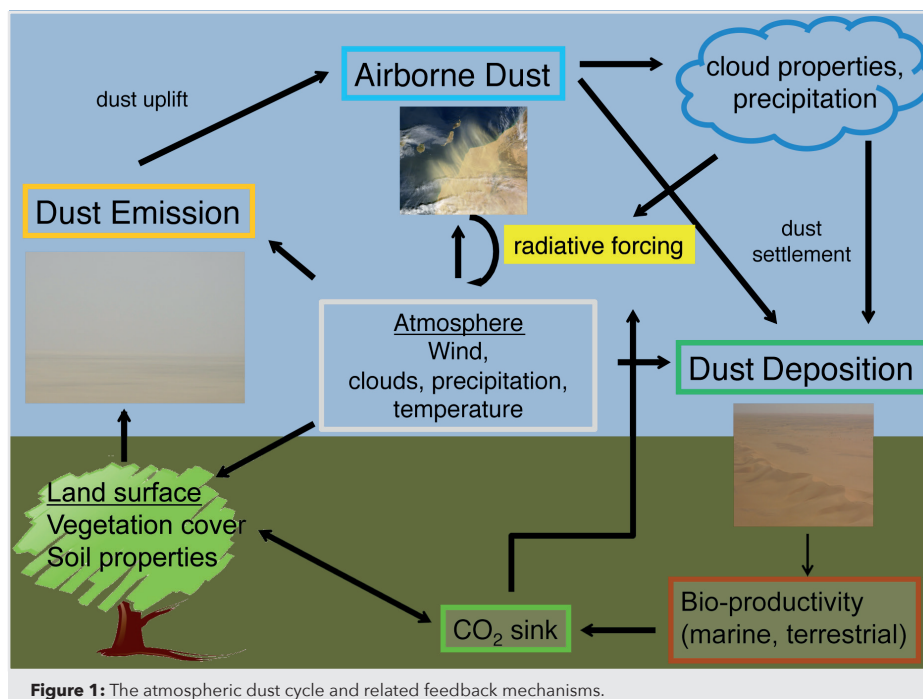 Airborne Dust
cloud properties,
precipitation
dust uplift
Dust Emission
radiative forcing
dust
settlement
Atmosphere
Wind,
clouds, precipitation,
temperature
Dust Deposition
Land surface
Vegetation cover
Soil properties
CO₂ sink
Bio-productivity
(marine, terrestrial)
Figure 1: The atmospheric dust cycle and related feedback mechanisms.